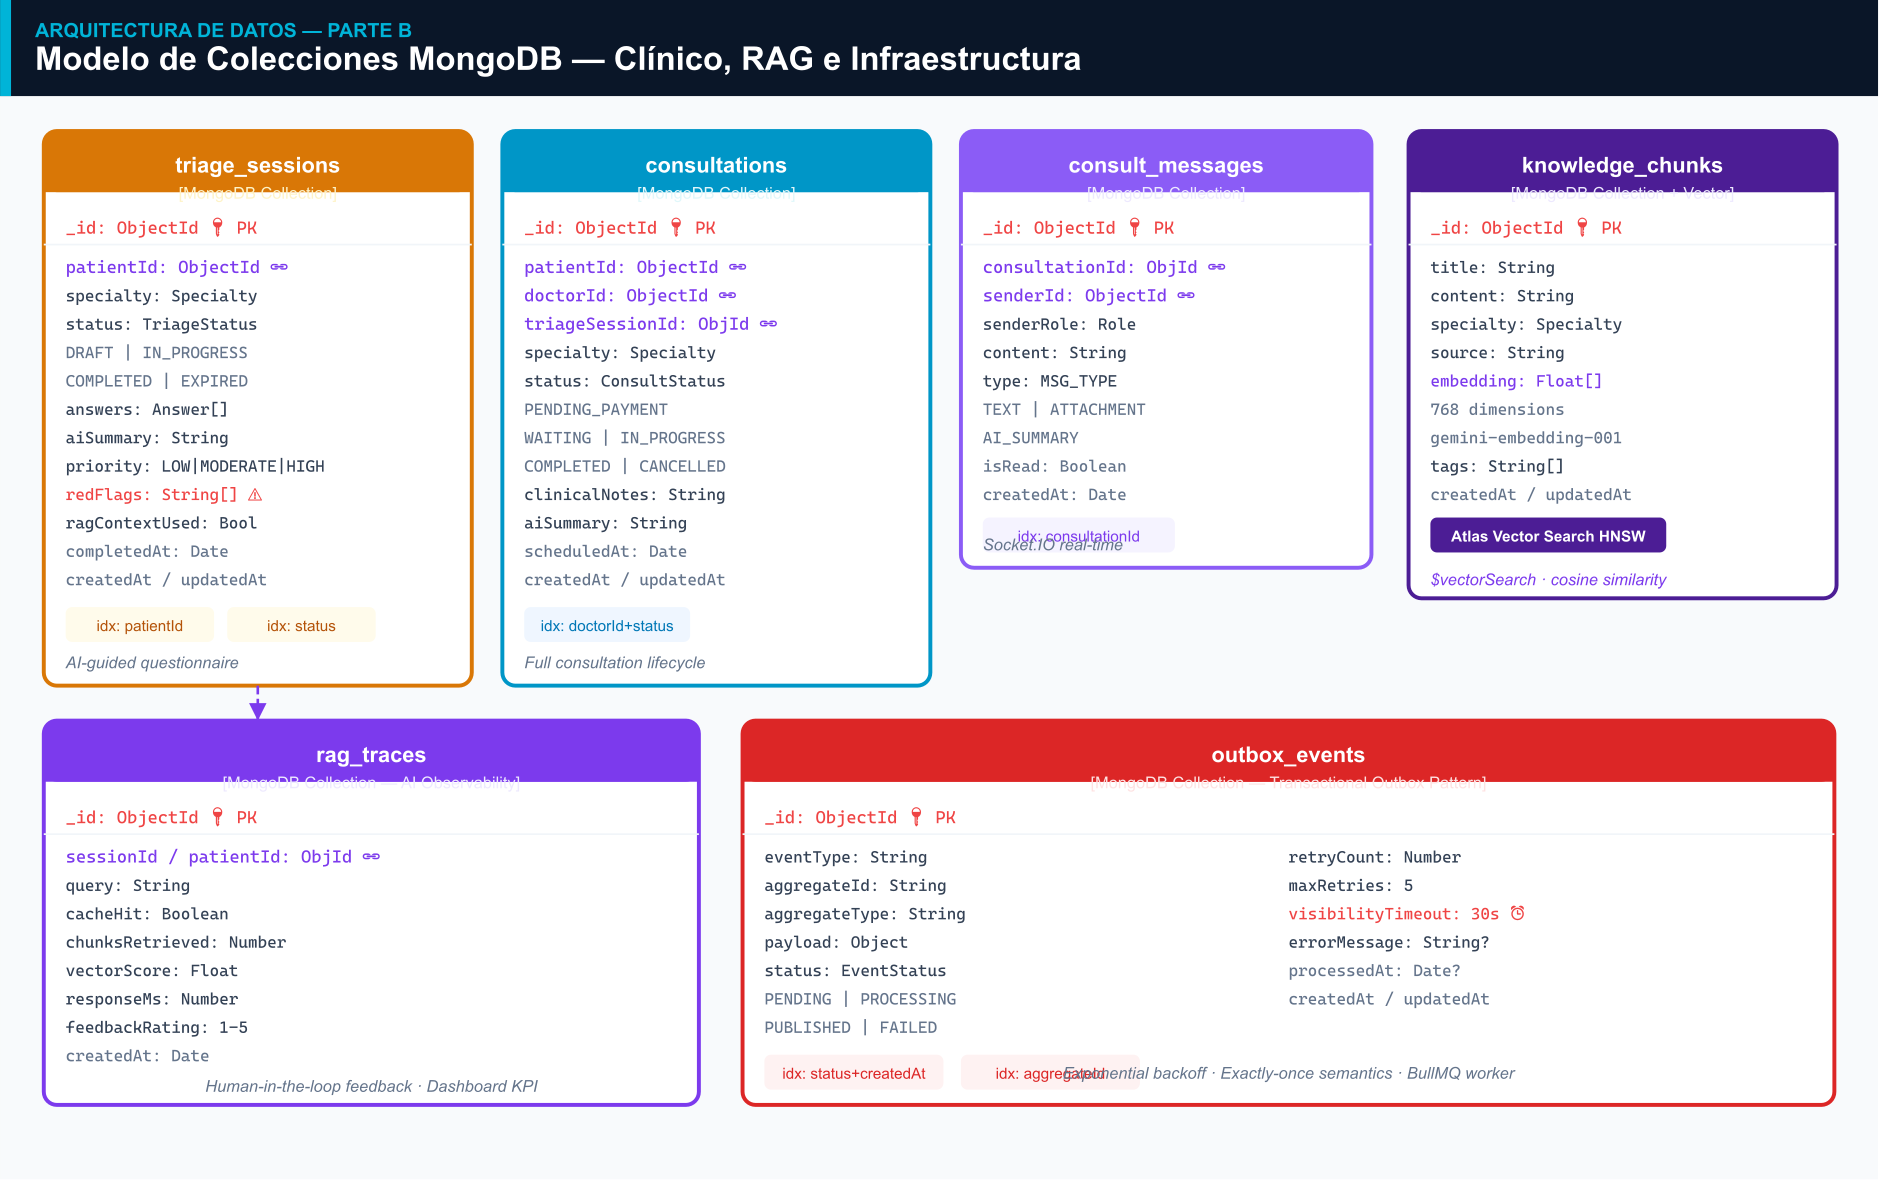 ARQUITECTURA DE DATOS — PARTE B
Modelo de Colecciones MongoDB — Clínico, RAG e Infraestructura
triage_sessions
[MongoDB Collection]
_id: ObjectId PK
patientId: ObjectId
specialty: Specialty
status: TriageStatus
DRAFT | IN_PROGRESS
COMPLETED | EXPIRED
answers: Answer[]
aiSummary: String
priority: LOW|MODERATE|HIGH
redFlags: String[] ⚠
ragContextUsed: Bool
completedAt: Date
createdAt / updatedAt
idx: patientId
idx: status
AI-guided questionnaire
consultations
[MongoDB Collection]
_id: ObjectId PK
patientId: ObjectId
doctorId: ObjectId
triageSessionId: ObjId
specialty: Specialty
status: ConsultStatus
PENDING_PAYMENT
WAITING | IN_PROGRESS
COMPLETED | CANCELLED
clinicalNotes: String
aiSummary: String
scheduledAt: Date
createdAt / updatedAt
idx: doctorId+status
Full consultation lifecycle
consult_messages
[MongoDB Collection]
_id: ObjectId PK
consultationId: ObjId
senderId: ObjectId
senderRole: Role
content: String
type: MSG_TYPE
TEXT | ATTACHMENT
AI_SUMMARY
isRead: Boolean
createdAt: Date
idx: consultationId
Socket.IO real-time
knowledge_chunks
[MongoDB Collection + Vector]
_id: ObjectId PK
title: String
content: String
specialty: Specialty
source: String
embedding: Float[]
768 dimensions
gemini-embedding-001
tags: String[]
createdAt / updatedAt
Atlas Vector Search HNSW
$vectorSearch · cosine similarity
rag_traces
[MongoDB Collection — AI Observability]
_id: ObjectId PK
sessionId / patientId: ObjId
query: String
cacheHit: Boolean
chunksRetrieved: Number
vectorScore: Float
responseMs: Number
feedbackRating: 1-5
createdAt: Date
Human-in-the-loop feedback · Dashboard KPI
outbox_events
[MongoDB Collection — Transactional Outbox Pattern]
_id: ObjectId PK
eventType: String
aggregateId: String
aggregateType: String
payload: Object
status: EventStatus
PENDING | PROCESSING
PUBLISHED | FAILED
retryCount: Number
maxRetries: 5
visibilityTimeout: 30s
errorMessage: String?
processedAt: Date?
createdAt / updatedAt
idx: status+createdAt
idx: aggregateId
Exponential backoff · Exactly-once semantics · BullMQ worker